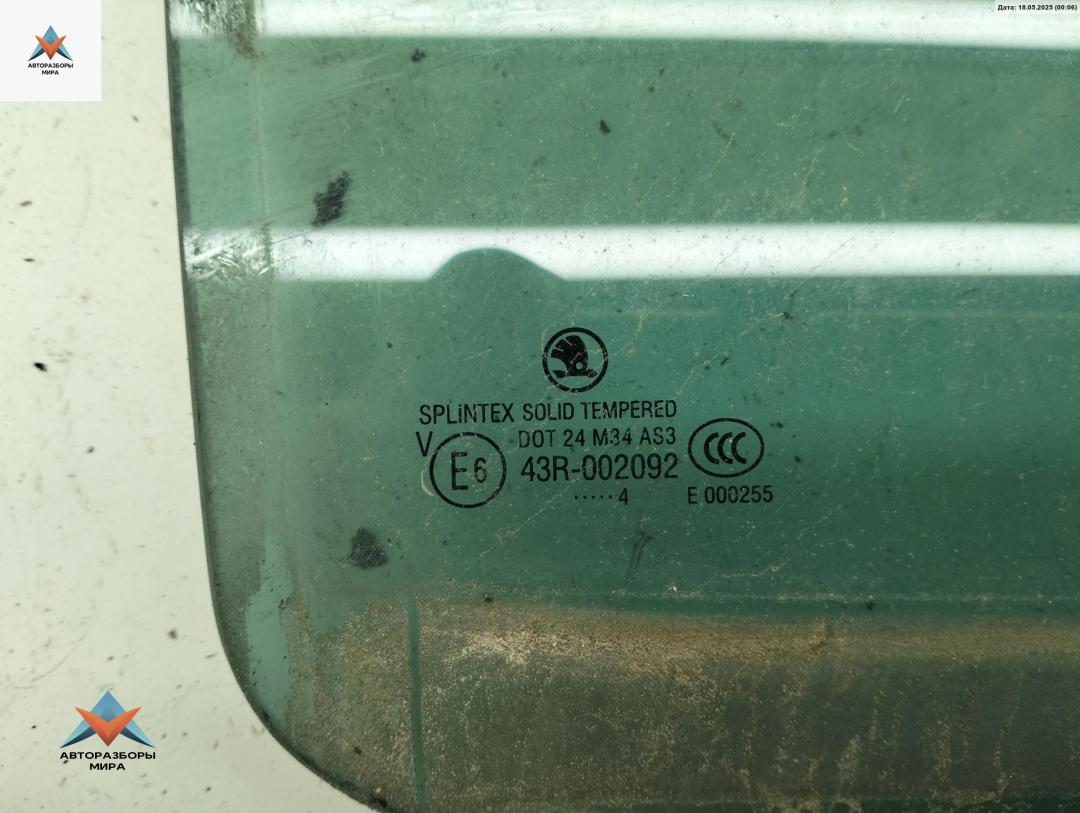 Дата: 18.05.2025 (00:06)
АВТОРАЗБОРЫ
МИРА
SPLINTEX SOLID TEMPERED
V
DOT 24 M34 AS3
E6
43R-002092
CCC
..... 4
E 000255
АВТОРАЗБОРЫ
МИРА